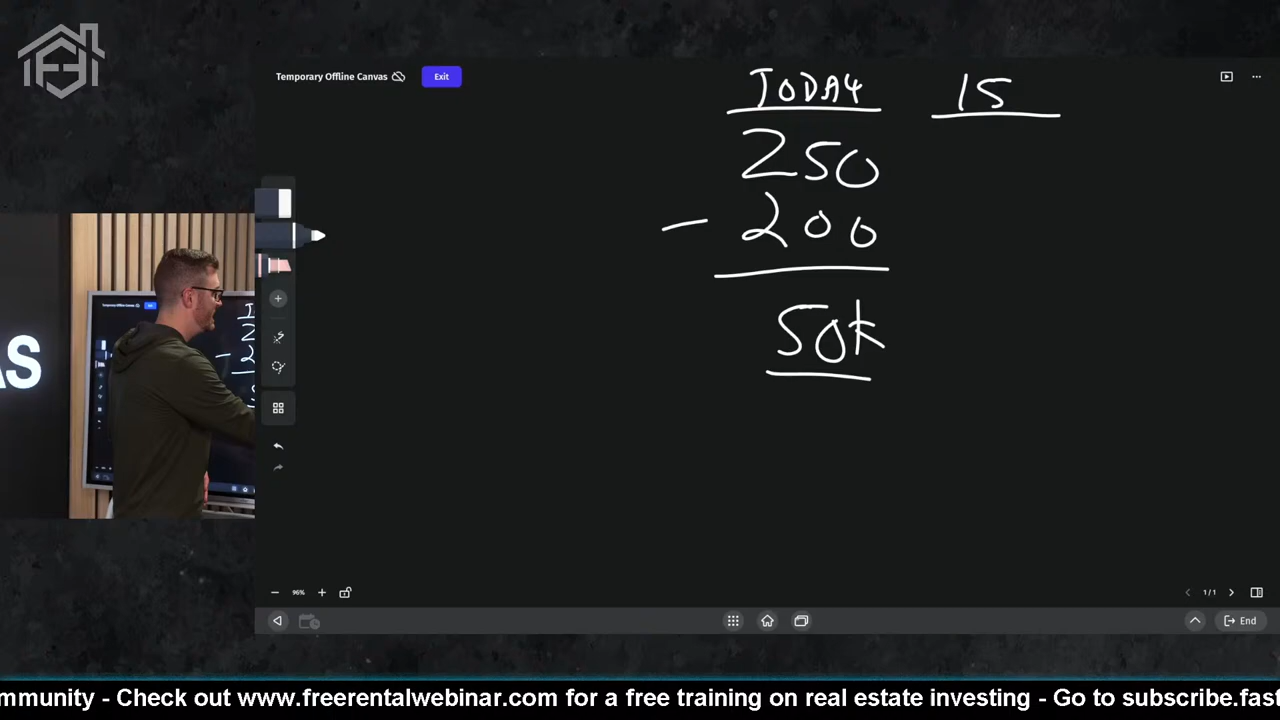 Temporary Offline Canvas
Exit
TODAY 15
250
- 200
50k
AS
96%
1/1
End
mmunity - Check out www.freerentalwebinar.com for a free training on real estate investing - Go to subscribe.fast